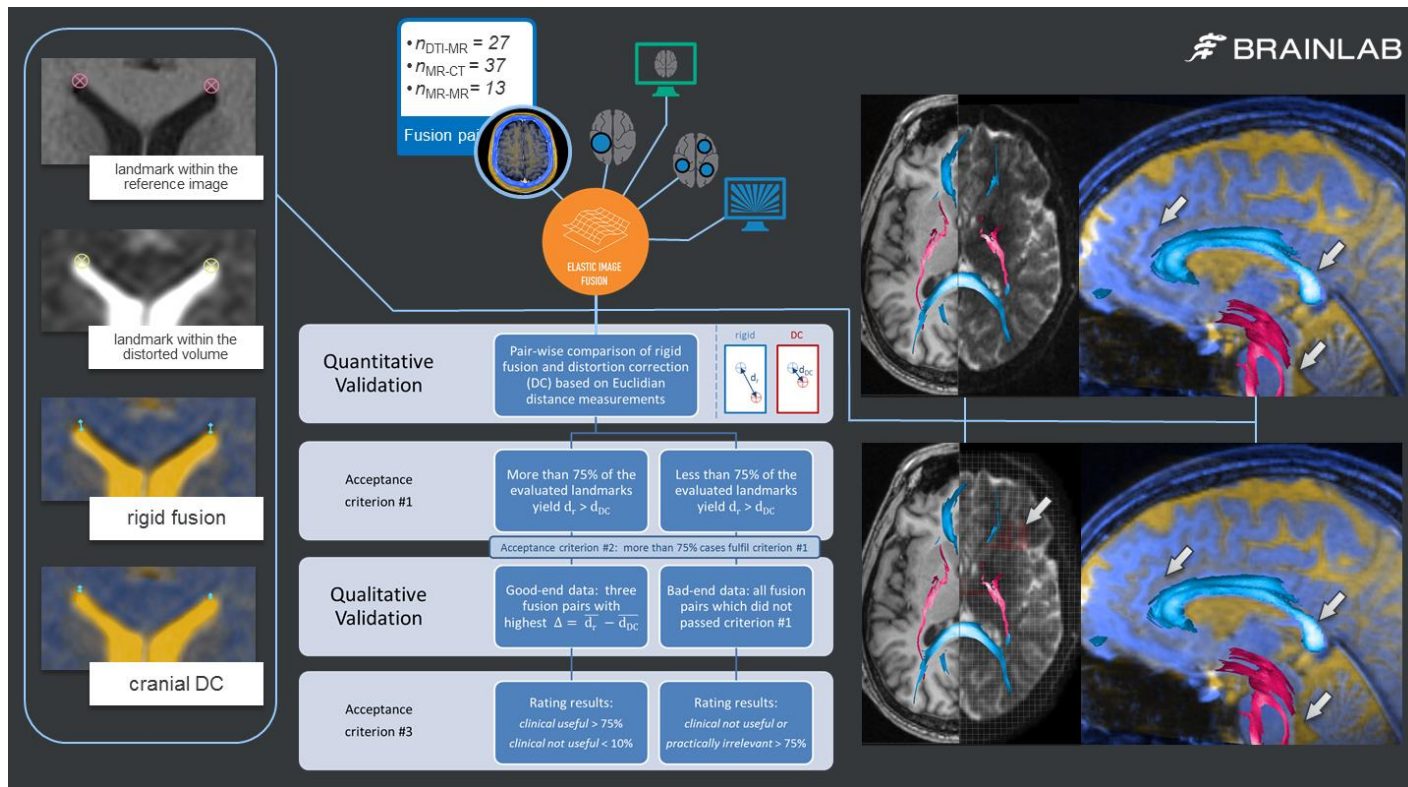 • nDTI-MR = 27
• nMR-CT = 37
• nMR-MR = 13
Fusion pai
BRAINLAB
landmark within the
reference image
landmark within the
distorted volume
rigid fusion
cranial DC
ELASTIC IMAGE
FUSION
Quantitative
Validation
Pair-wise comparison of rigid
fusion and distortion correction
(DC) based on Euclidian
distance measurements
rigid
DC
dr
dDC
Acceptance
criterion #1
More than 75% of the
evaluated landmarks
yield dr > dDC
Less than 75% of the
evaluated landmarks
yield dr > dDC
Acceptance criterion #2: more than 75% cases fulfil criterion #1
Qualitative
Validation
Good-end data: three
fusion pairs with
highest Δ = d̅r̅ − d̅D̅C̅
Bad-end data: all fusion
pairs which did not
passed criterion #1
Acceptance
criterion #3
Rating results:
clinical useful > 75%
clinical not useful < 10%
Rating results:
clinical not useful or
practically irrelevant > 75%